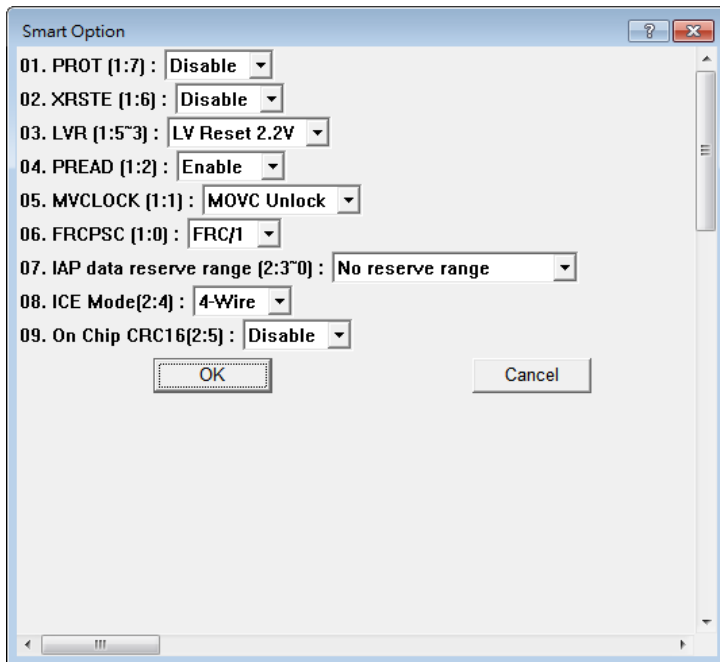 Smart Option
01. PROT (1:7) : Disable
02. XRSTE (1:6) : Disable
03. LVR (1:5~3) : LV Reset 2.2V
04. PREAD (1:2) : Enable
05. MVCLOCK (1:1) : MOVC Unlock
06. FRCPSC (1:0) : FRC/1
07. IAP data reserve range (2:3~0) : No reserve range
08. ICE Mode(2:4) : 4-Wire
09. On Chip CRC16(2:5) : Disable
OK Cancel